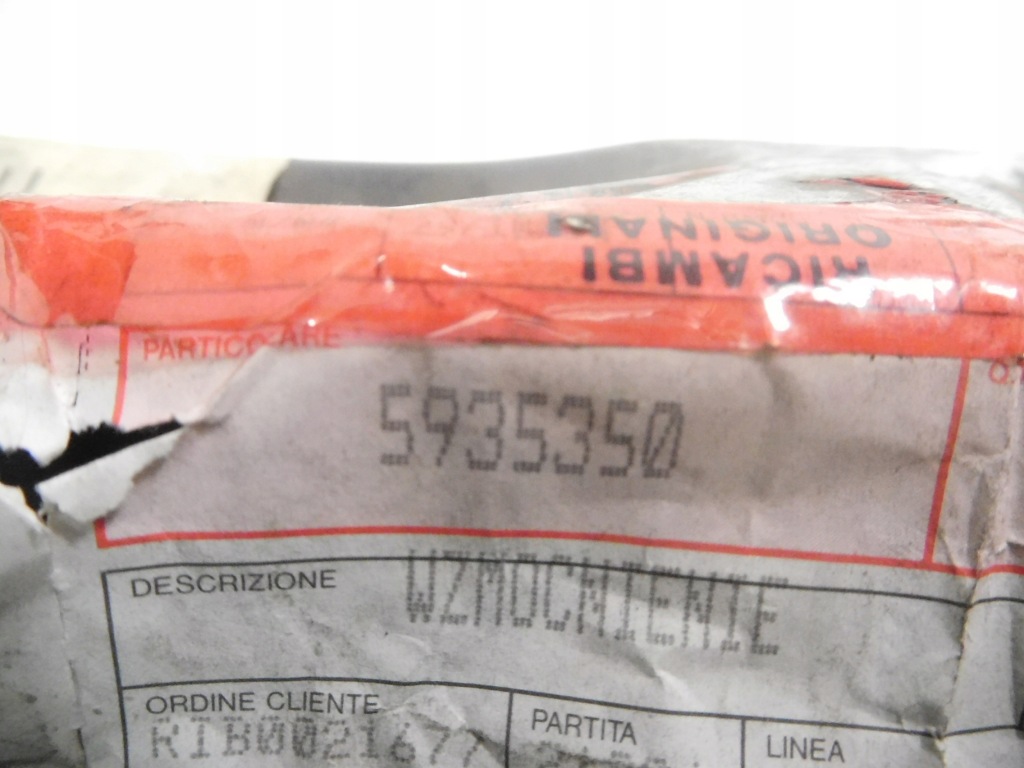 RICAMBI
ORIGINALI
PARTICOLARE
5935350
DESCRIZIONE
WZMOCNIENIE
ORDINE CLIENTE
PARTITA
LINEA